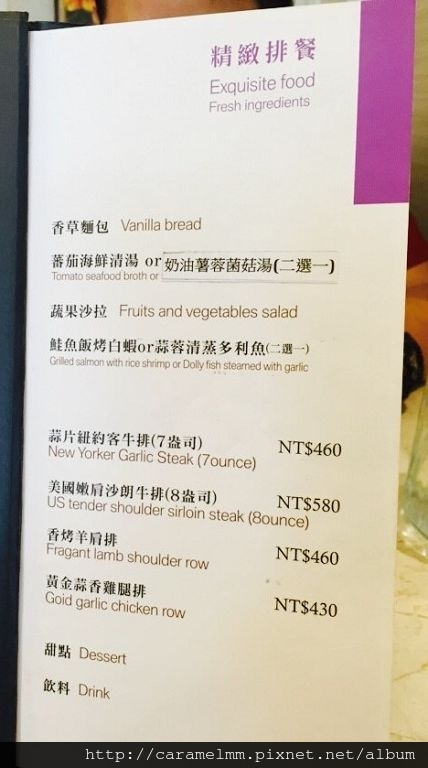 精緻排餐
Exquisite food
Fresh ingredients
香草麵包 Vanilla bread
蕃茄海鮮清湯 or 奶油薯蓉菌菇湯(二選一)
Tomato seafood broth or
蔬果沙拉 Fruits and vegetables salad
鮭魚飯烤白蝦or蒜蓉清蒸多利魚(二選一)
Grilled salmon with rice shrimp or Dolly fish steamed with garlic
蒜片紐約客牛排(7盎司) NT$460
New Yorker Garlic Steak (7ounce)
美國嫩肩沙朗牛排(8盎司) NT$580
US tender shoulder sirloin steak (8ounce)
香烤羊肩排 NT$460
Fragant lamb shoulder row
黃金蒜香雞腿排 NT$430
Goid garlic chicken row
甜點 Dessert
飲料 Drink
http://caramelmm.pixnet.net/album